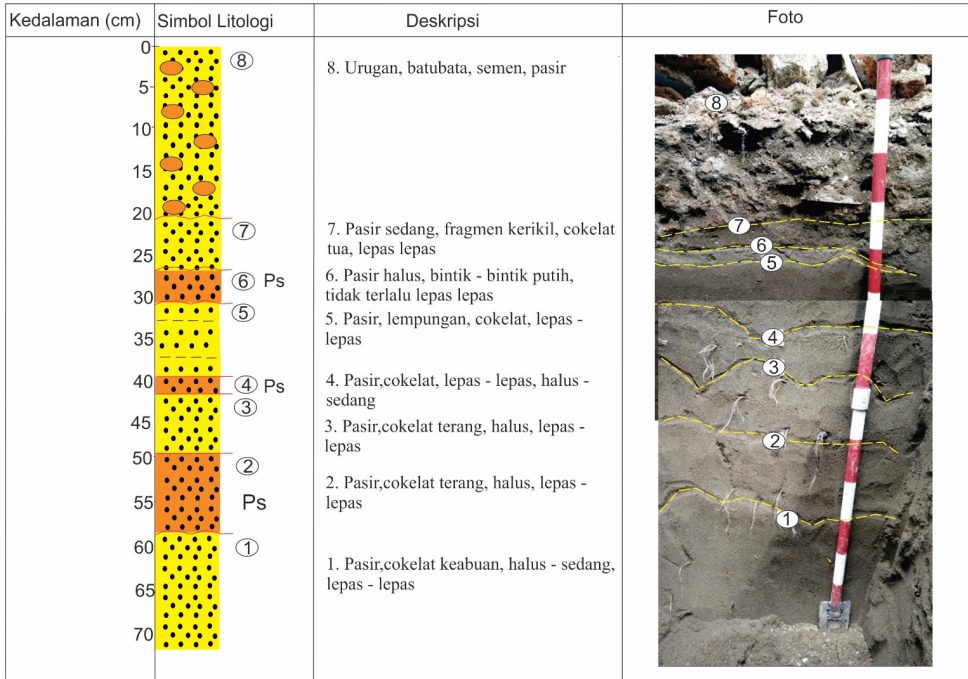 Kedalaman (cm)
Simbol Litologi
Deskripsi
Foto
0
5
10
15
20
25
30
35
40
45
50
55
60
65
70
8
7
6 Ps
5
4 Ps
3
2
Ps
1
8. Urugan, batubata, semen, pasir
7. Pasir sedang, fragmen kerikil, cokelat
tua, lepas lepas
6. Pasir halus, bintik - bintik putih,
tidak terlalu lepas lepas
5. Pasir, lempungan, cokelat, lepas -
lepas
4. Pasir,cokelat, lepas - lepas, halus -
sedang
3. Pasir,cokelat terang, halus, lepas -
lepas
2. Pasir,cokelat terang, halus, lepas -
lepas
1. Pasir,cokelat keabuan, halus - sedang,
lepas - lepas
8
7
6
5
4
3
2
1